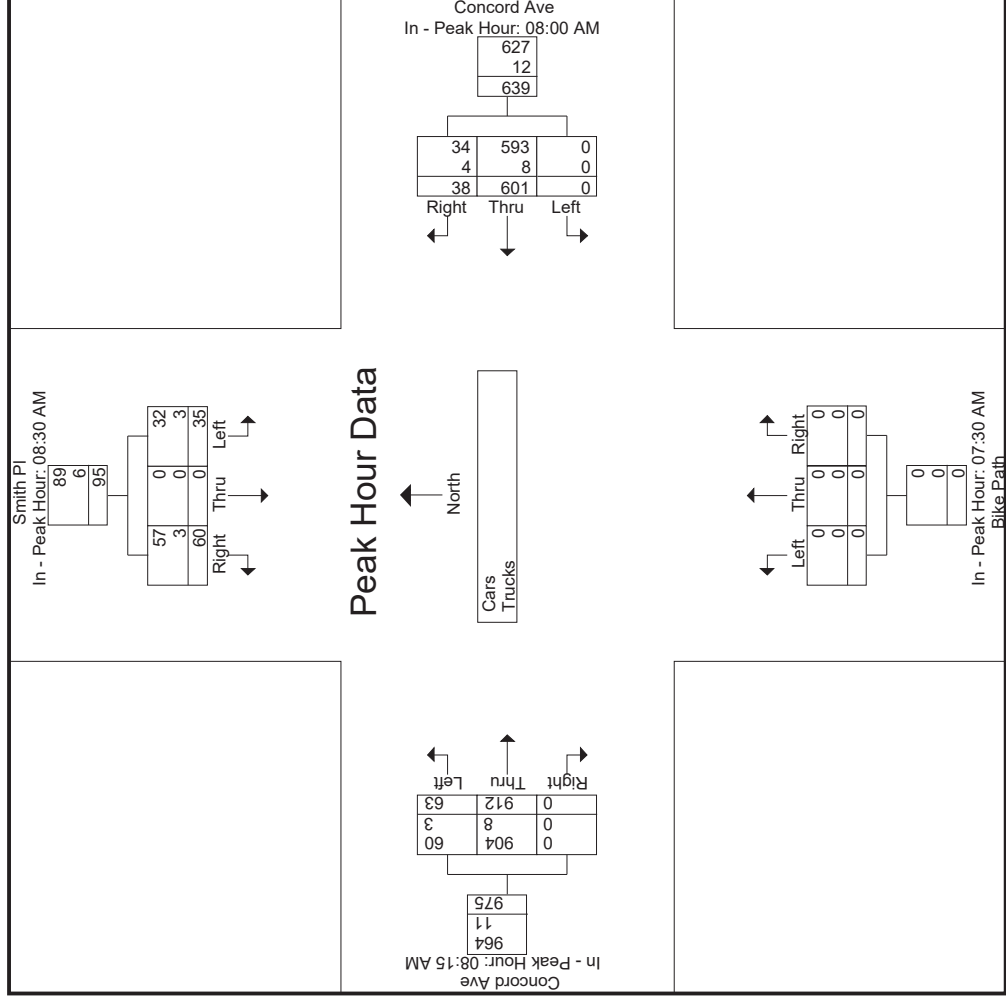 Concord Ave
In - Peak Hour: 08:00 AM
627
12
639
34 593 0
4 8 0
38 601 0
Right Thru Left
Smith Pl
In - Peak Hour: 08:30 AM
89
6
95
57 0 32
3 0 3
60 0 35
Right Thru Left
Peak Hour Data
North
Cars
Trucks
Left Thru Right
0 0 0
0 0 0
0 0 0
0
0
0
In - Peak Hour: 07:30 AM
Bike Path
Concord Ave
In - Peak Hour: 08:15 AM
964
11
975
0 904 60
0 8 3
0 912 63
Right Thru Left